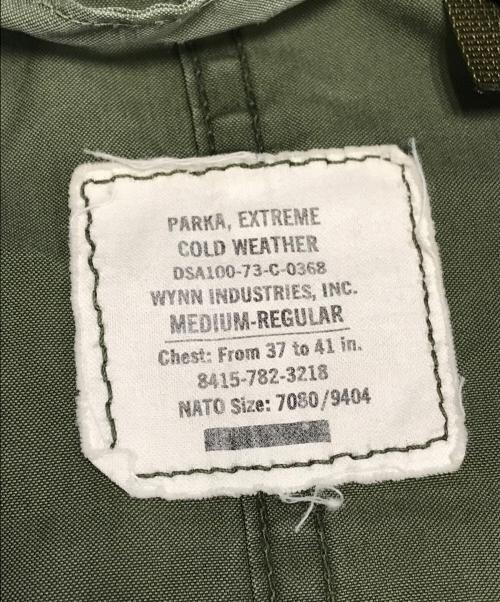 PARKA, EXTREME
COLD WEATHER
DSA100-73-C-0368
WYNN INDUSTRIES, INC.
MEDIUM-REGULAR
Chest: From 37 to 41 in.
8415-782-3218
NATO Size: 7080/9404